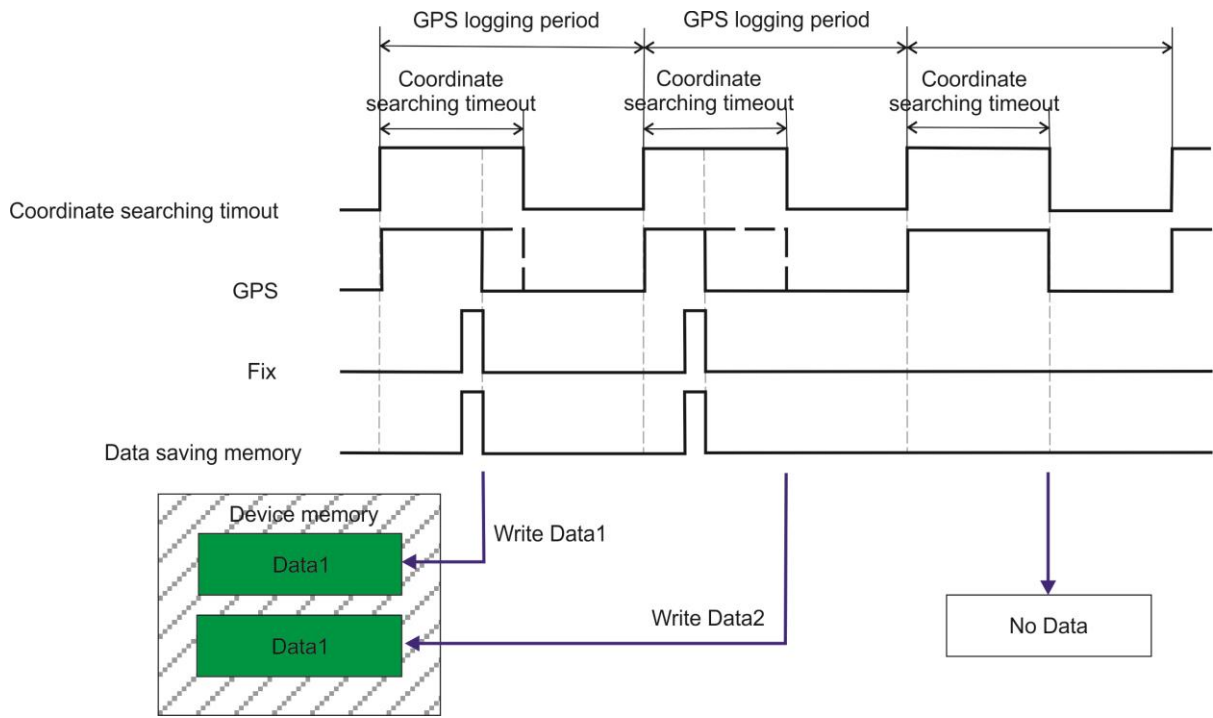 GPS logging period
GPS logging period
Coordinate
searching timeout
Coordinate
searching timeout
Coordinate
searching timeout
Coordinate searching timout
GPS
Fix
Data saving memory
Device memory
Write Data1
Data1
Write Data2
Data1
No Data